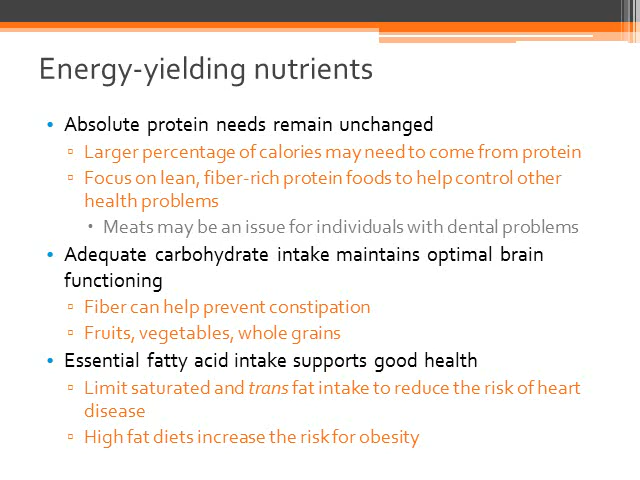 Energy-yielding nutrients
• Absolute protein needs remain unchanged
▫ Larger percentage of calories may need to come from protein
▫ Focus on lean, fiber-rich protein foods to help control other
health problems
▪ Meats may be an issue for individuals with dental problems
• Adequate carbohydrate intake maintains optimal brain
functioning
▫ Fiber can help prevent constipation
▫ Fruits, vegetables, whole grains
• Essential fatty acid intake supports good health
▫ Limit saturated and trans fat intake to reduce the risk of heart
disease
▫ High fat diets increase the risk for obesity